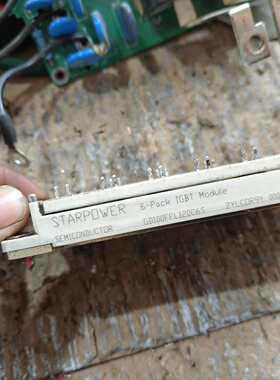 STARPOWER 6-Pack IGBT Module
SEMICONDUCTOR GD100FFL120C6S